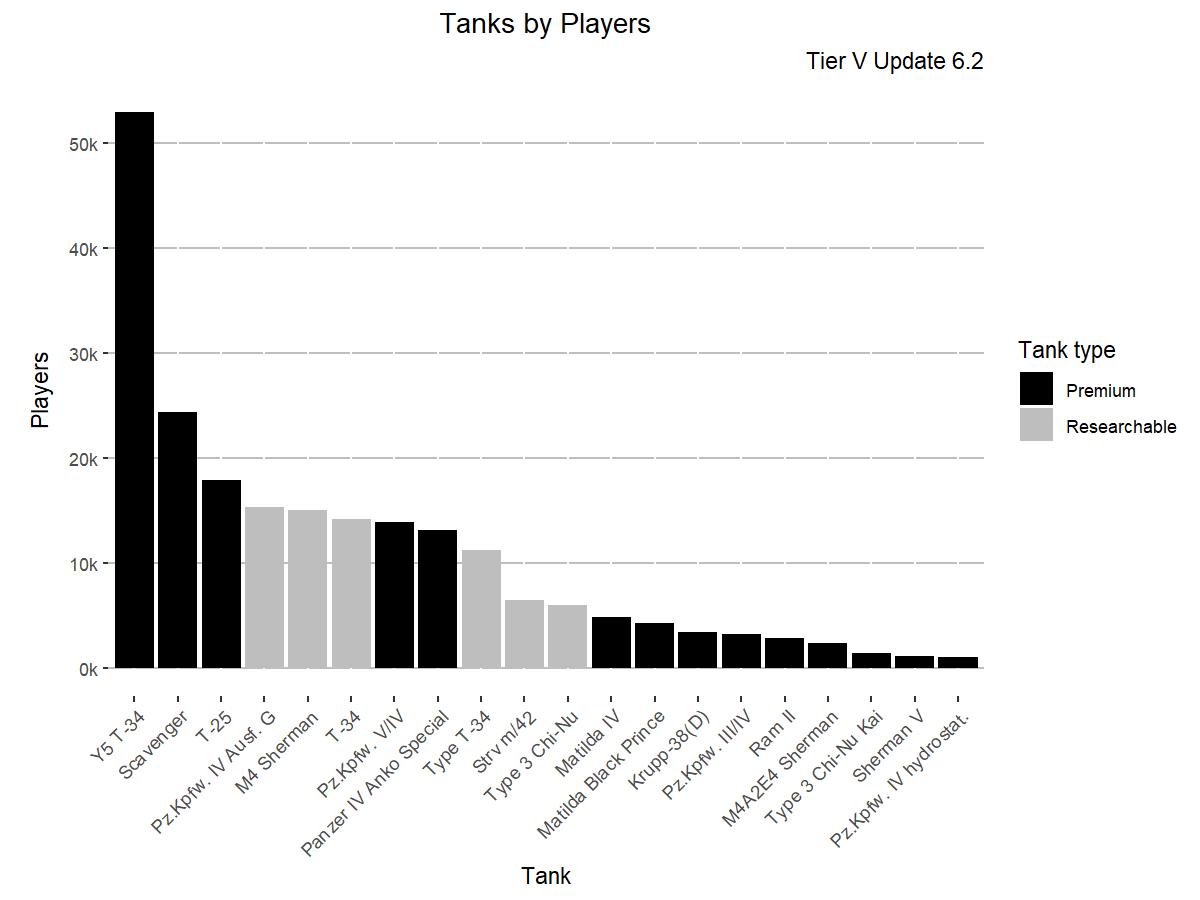 Tanks by Players
Tier V Update 6.2
50k
40k
30k
20k
10k
0k
Players
Y5 T-34
Scavenger
T-25
Pz.Kpfw. IV Ausf. G
M4 Sherman
T-34
Pz.Kpfw. V/IV
Panzer IV Anko Special
Type T-34
Strv m/42
Type 3 Chi-Nu
Matilda IV
Matilda Black Prince
Krupp-38(D)
Pz.Kpfw. III/IV
Ram II
M4A2E4 Sherman
Type 3 Chi-Nu Kai
Sherman V
Pz.Kpfw. IV hydrostat.
Tank
Tank type
Premium
Researchable